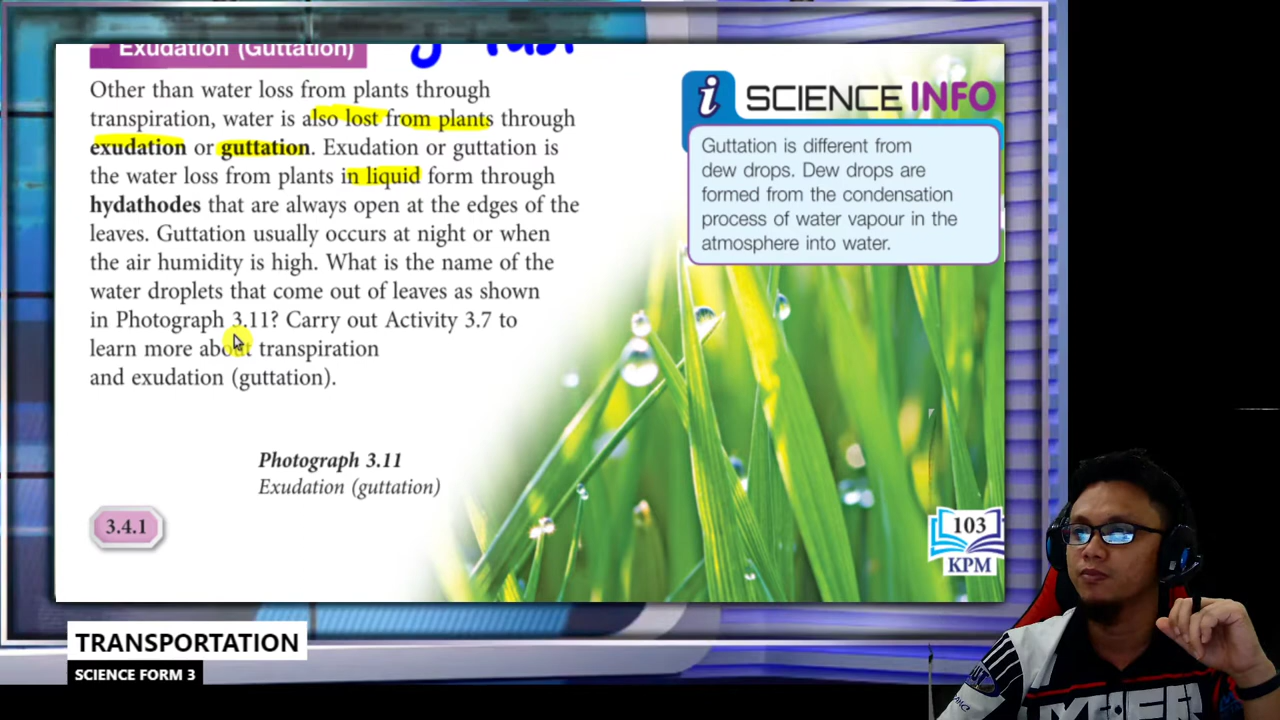 Exudation (Guttation)
Other than water loss from plants through
transpiration, water is also lost from plants through
exudation or guttation. Exudation or guttation is
the water loss from plants in liquid form through
hydathodes that are always open at the edges of the
leaves. Guttation usually occurs at night or when
the air humidity is high. What is the name of the
water droplets that come out of leaves as shown
in Photograph 3.11? Carry out Activity 3.7 to
learn more about transpiration
and exudation (guttation).
Photograph 3.11
Exudation (guttation)
3.4.1
i SCIENCE INFO
Guttation is different from
dew drops. Dew drops are
formed from the condensation
process of water vapour in the
atmosphere into water.
103
KPM
TRANSPORTATION
SCIENCE FORM 3